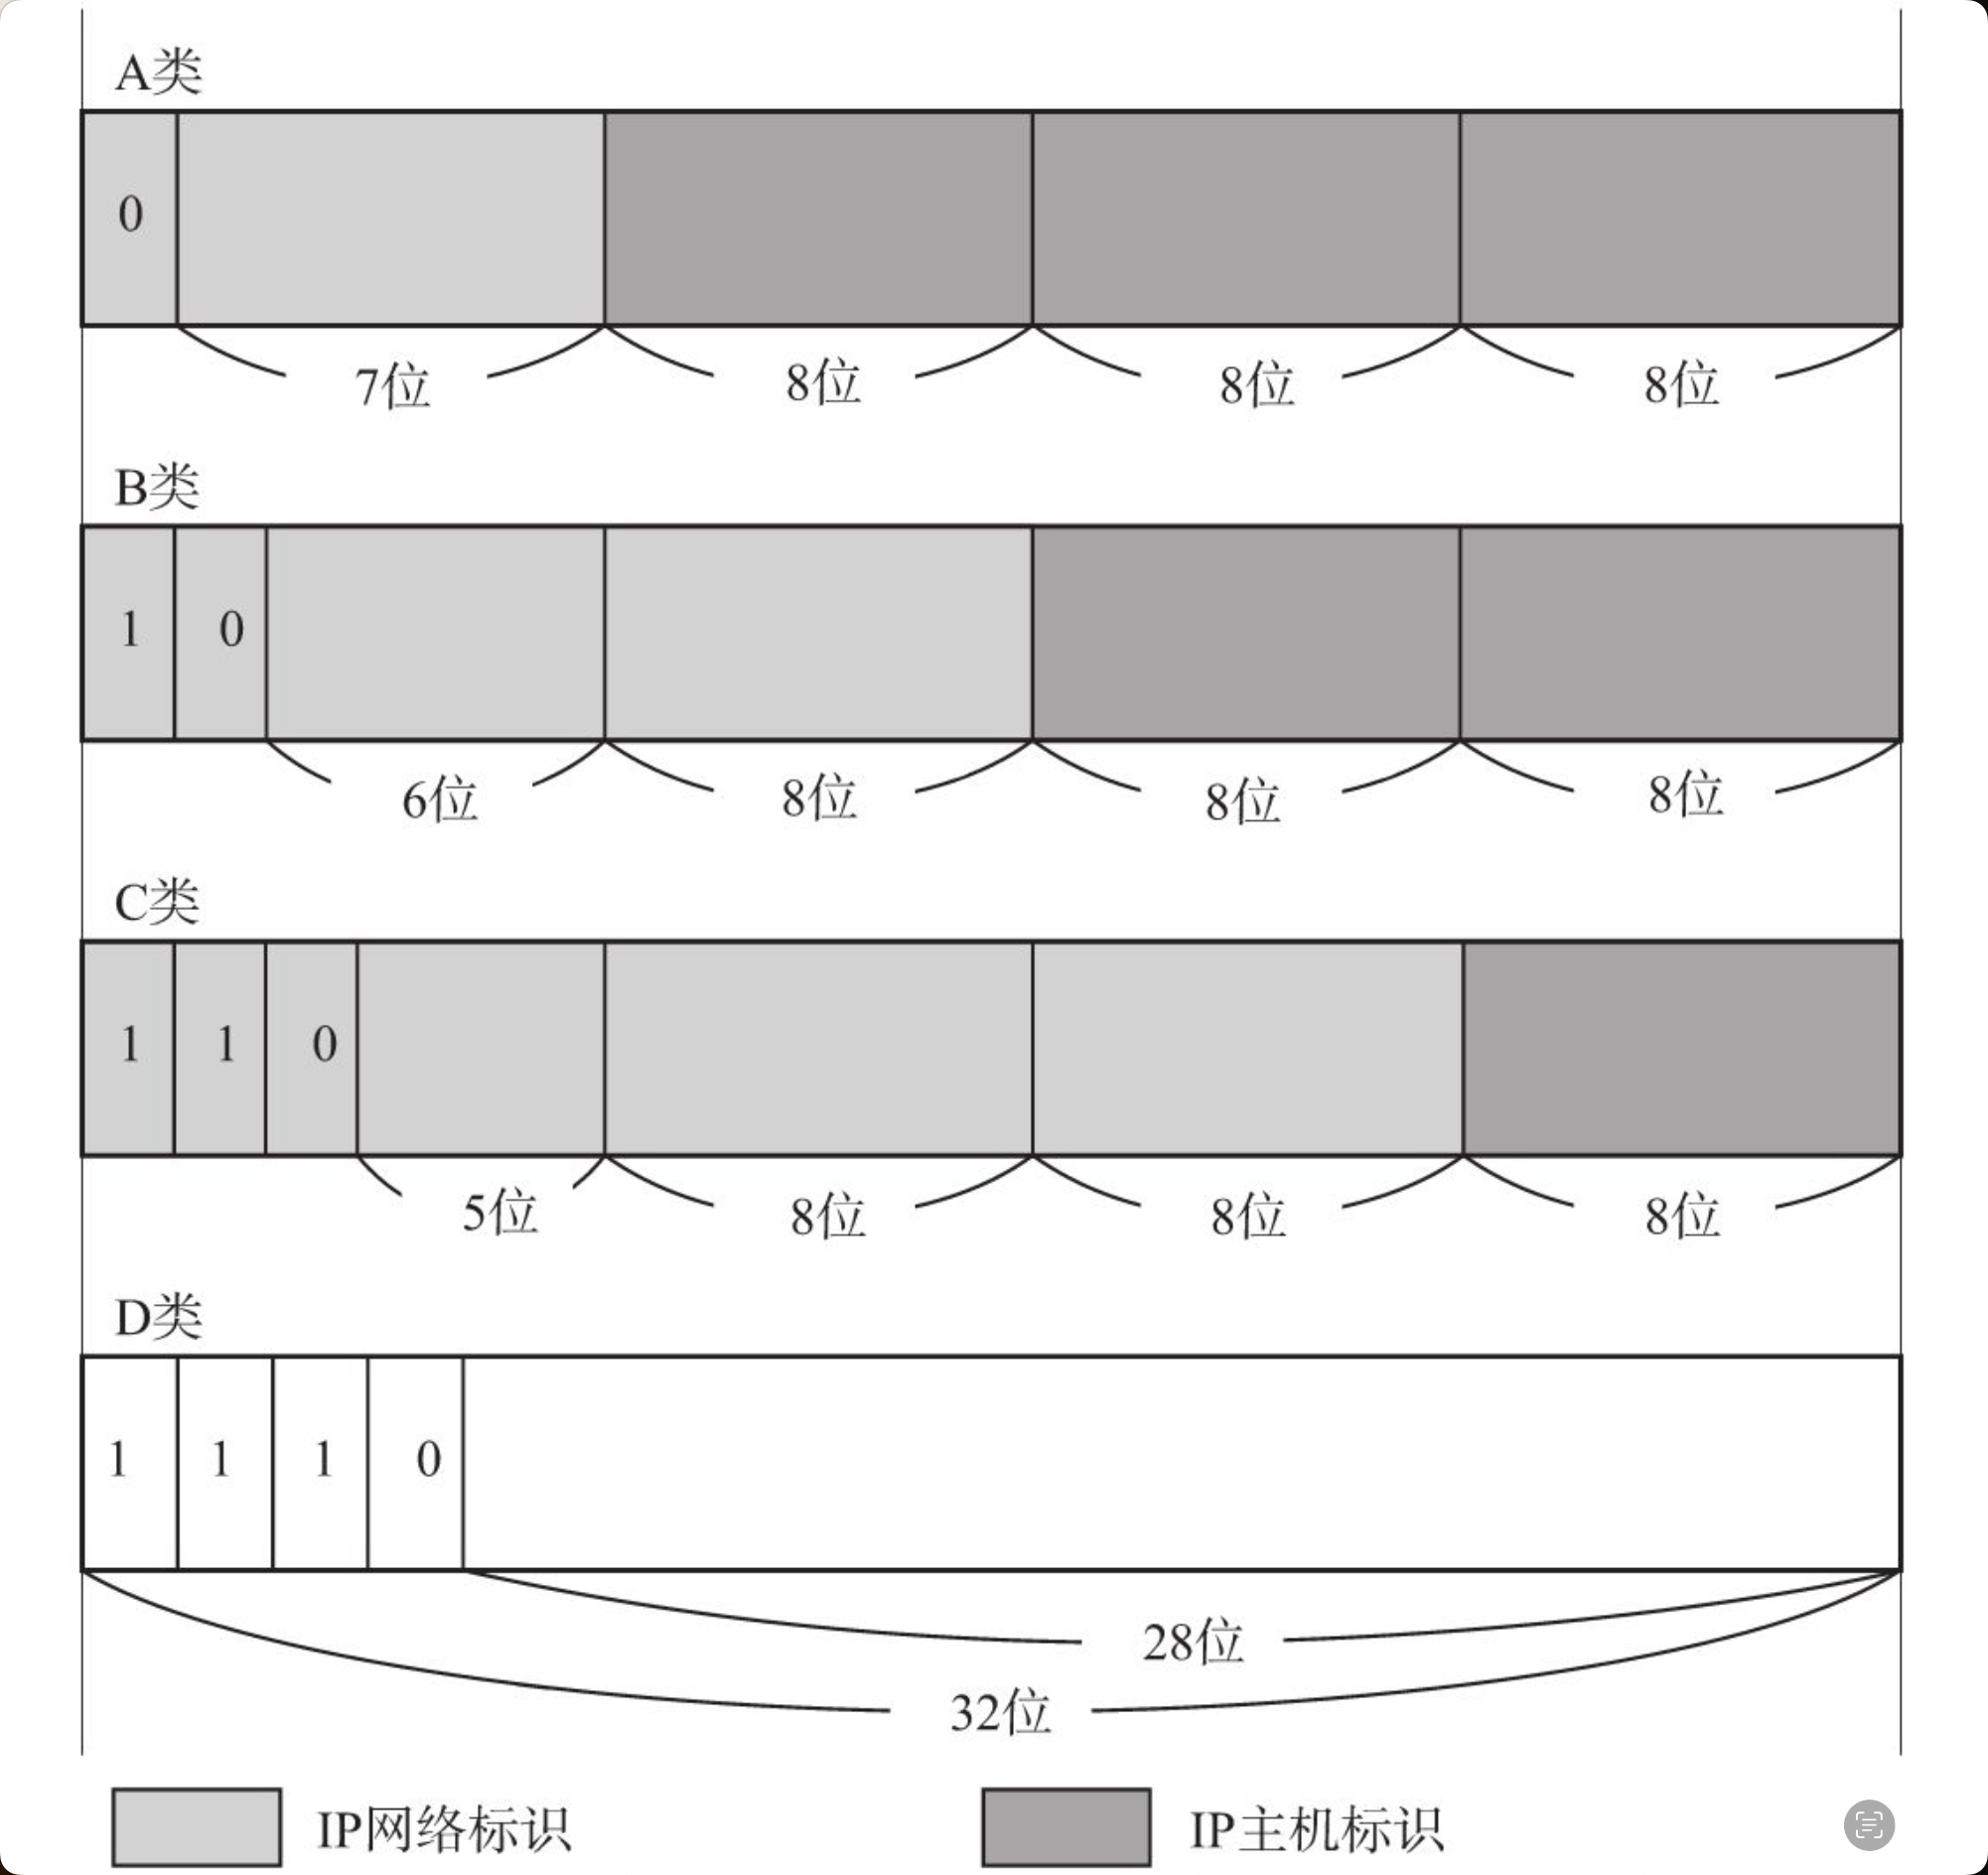 A类
0
7位 8位 8位 8位
B类
1 0
6位 8位 8位 8位
C类
1 1 0
5位 8位 8位 8位
D类
1 1 1 0
28位
32位
IP网络标识 IP主机标识